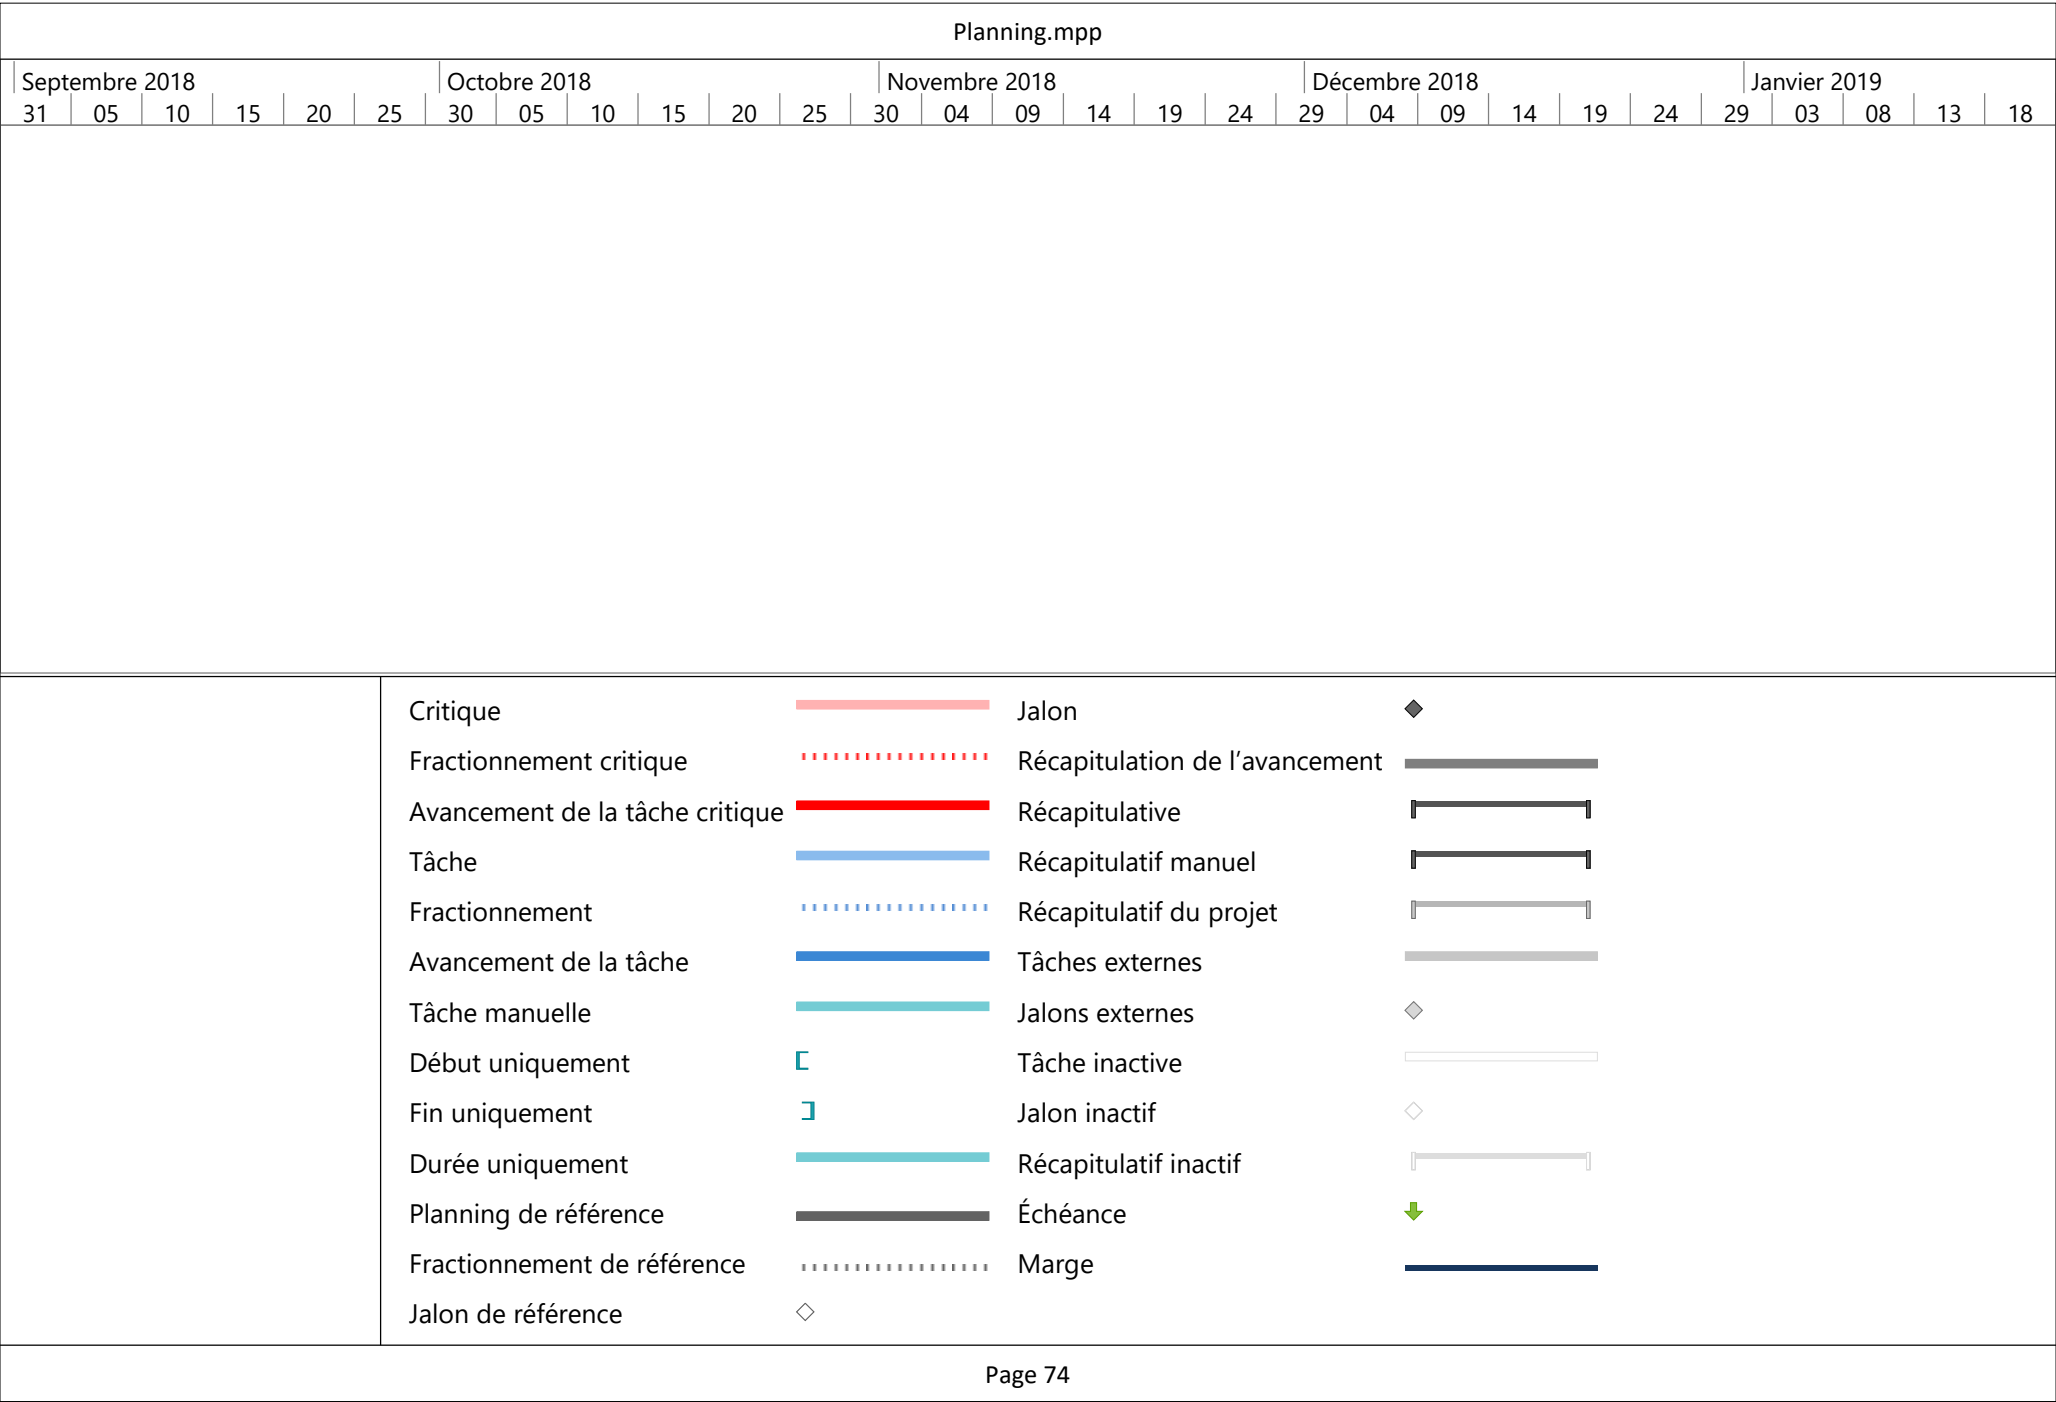 Planning.mpp
Septembre 2018 Octobre 2018 Novembre 2018 Décembre 2018 Janvier 2019
31 05 10 15 20 25 30 05 10 15 20 25 30 04 09 14 19 24 29 04 09 14 19 24 29 03 08 13 18
Critique Jalon
Fractionnement critique Récapitulation de l’avancement
Avancement de la tâche critique Récapitulative
Tâche Récapitulatif manuel
Fractionnement Récapitulatif du projet
Avancement de la tâche Tâches externes
Tâche manuelle Jalons externes
Début uniquement Tâche inactive
Fin uniquement Jalon inactif
Durée uniquement Récapitulatif inactif
Planning de référence Échéance
Fractionnement de référence Marge
Jalon de référence
Page 74